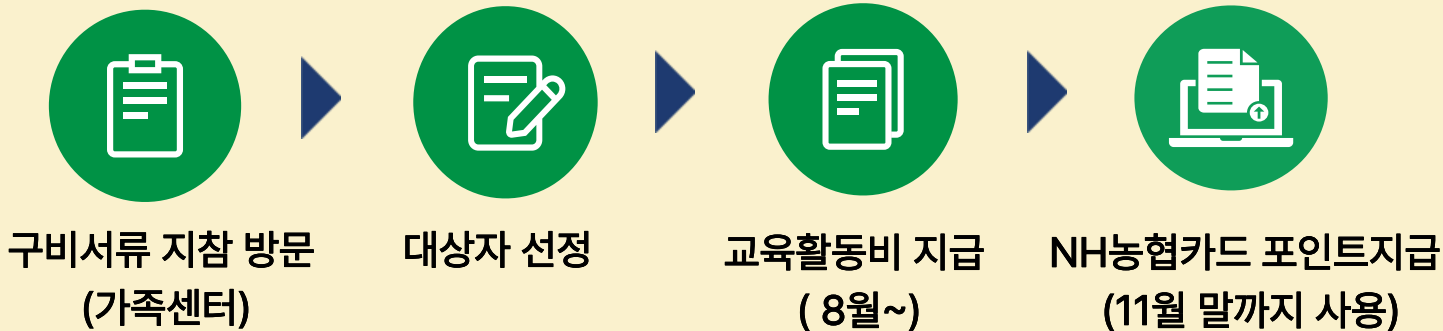 구비서류 지참 방문
(가족센터)
대상자 선정
교육활동비 지급
( 8월~)
NH농협카드 포인트지급
(11월 말까지 사용)